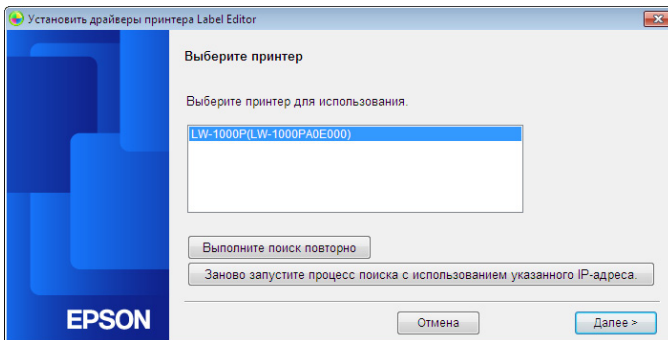 Установить драйверы принтера Label Editor
Выберите принтер
Выберите принтер для использования.
LW-1000P(LW-1000PA0E000)
Выполните поиск повторно
Заново запустите процесс поиска с использованием указанного IP-адреса.
EPSON
Отмена
Далее >